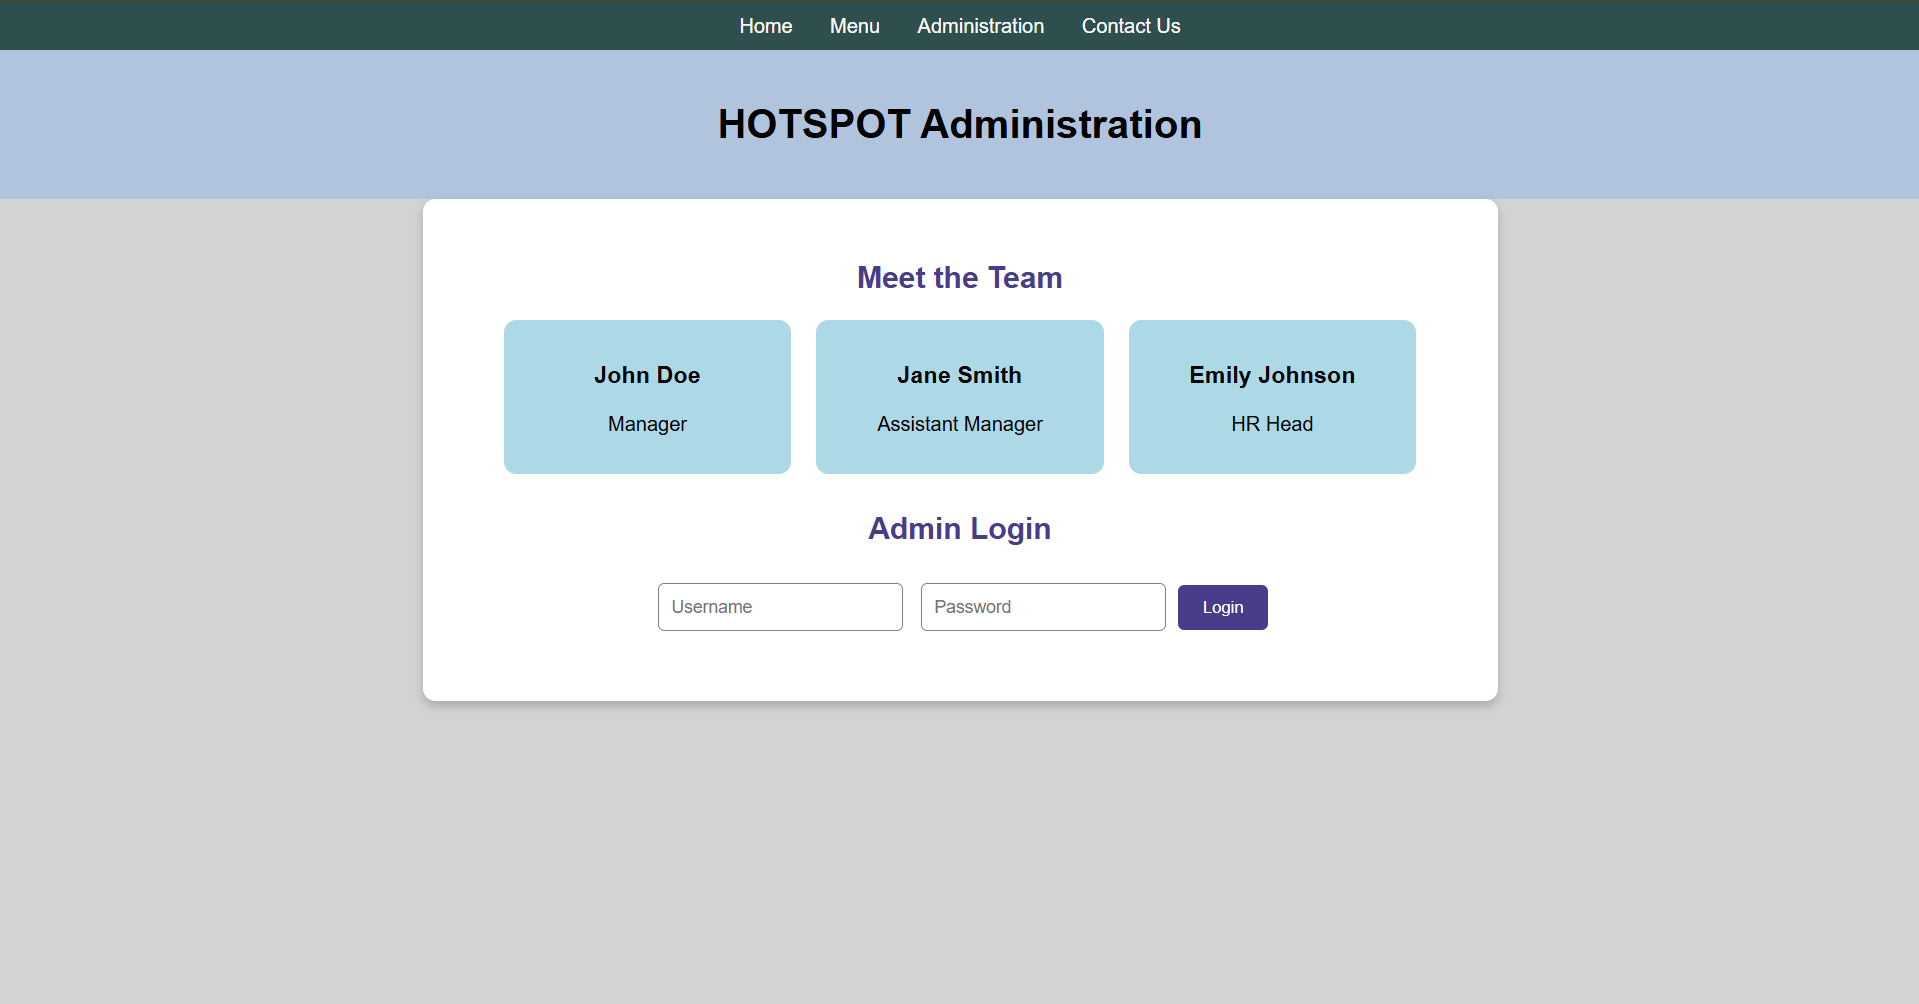 Home Menu Administration Contact Us
HOTSPOT Administration
Meet the Team
John Doe
Manager
Jane Smith
Assistant Manager
Emily Johnson
HR Head
Admin Login
Username Password Login